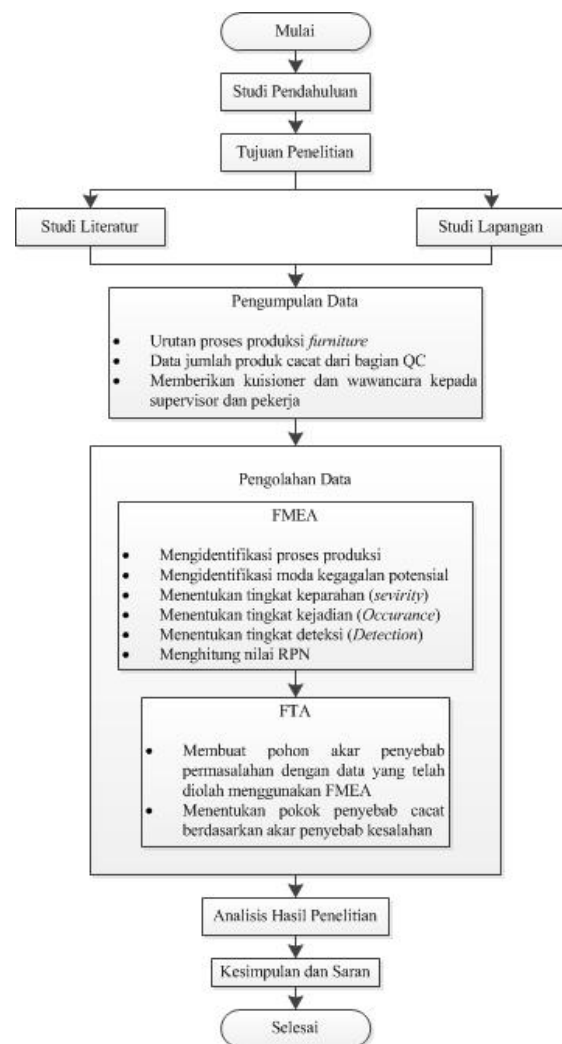 Mulai
Studi Pendahuluan
Tujuan Penelitian
Studi Literatur
Studi Lapangan
Pengumpulan Data
• Urutan proses produksi furniture
• Data jumlah produk cacat dari bagian QC
• Memberikan kuisioner dan wawancara kepada
supervisor dan pekerja
Pengolahan Data
FMEA
• Mengidentifikasi proses produksi
• Mengidentifikasi moda kegagalan potensial
• Menentukan tingkat keparahan (sevirity)
• Menentukan tingkat kejadian (Occurance)
• Menentukan tingkat deteksi (Detection)
• Menghitung nilai RPN
FTA
• Membuat pohon akar penyebab
permasalahan dengan data yang telah
diolah menggunakan FMEA
• Menentukan pokok penyebab cacat
berdasarkan akar penyebab kesalahan
Analisis Hasil Penelitian
Kesimpulan dan Saran
Selesai